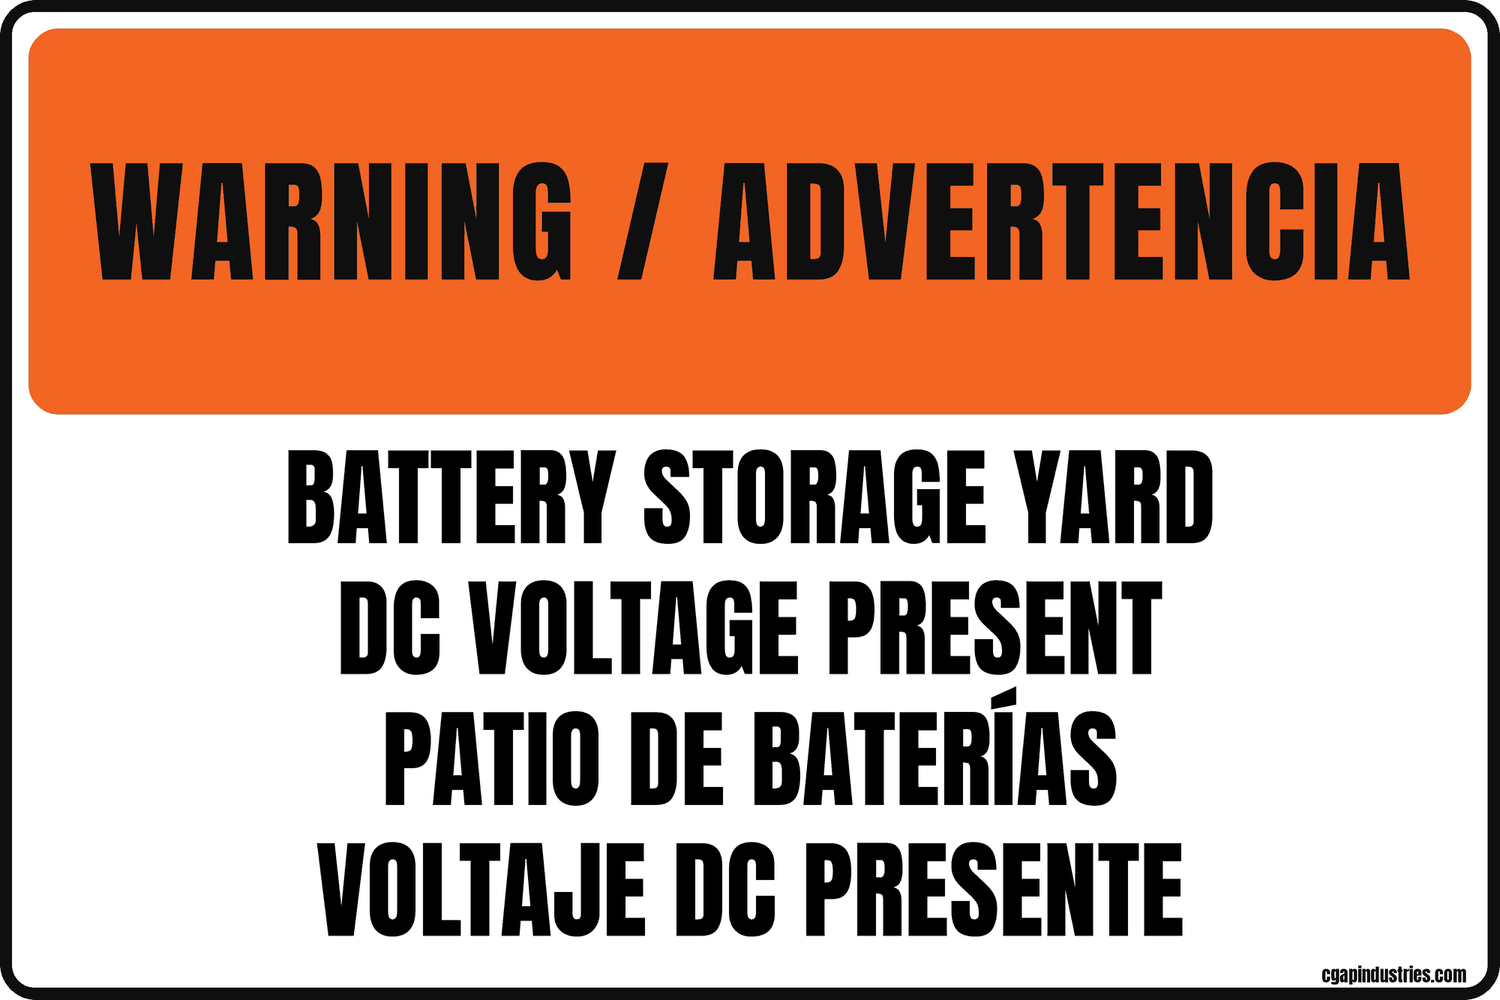 WARNING / ADVERTENCIA
BATTERY STORAGE YARD
DC VOLTAGE PRESENT
PATIO DE BATERÍAS
VOLTAJE DC PRESENTE
cgapindustries.com